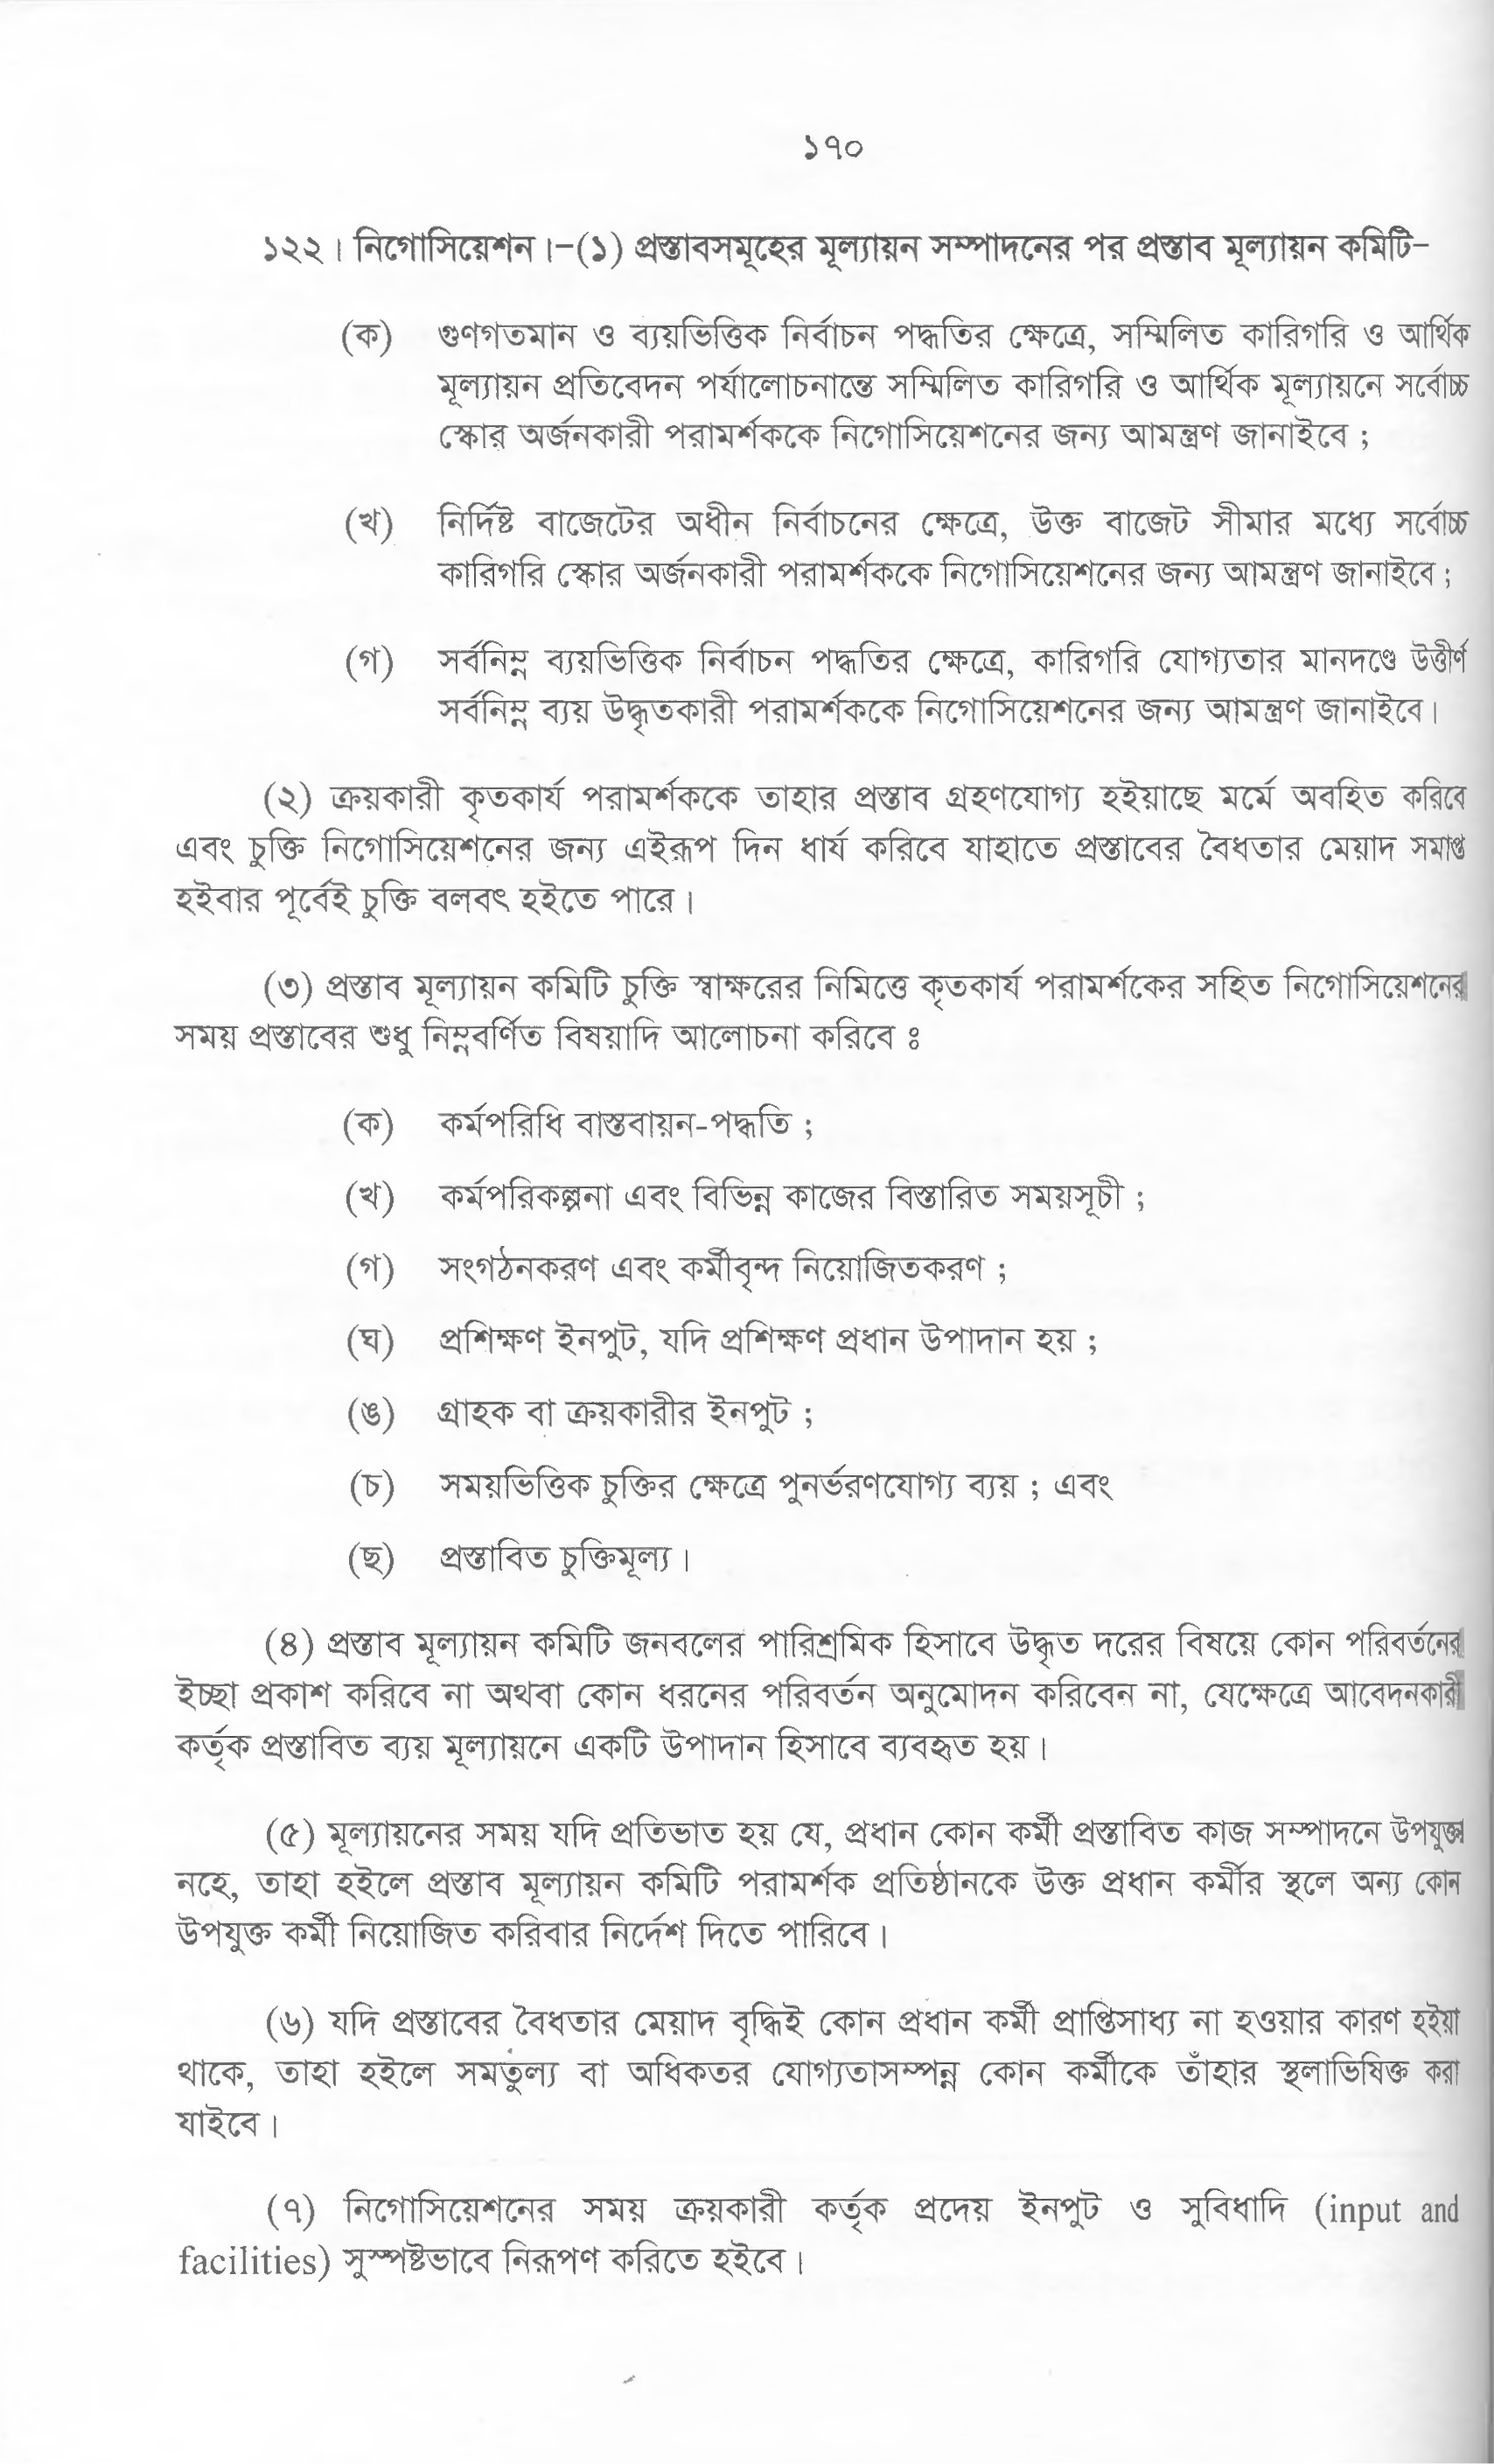 ১৭০
১২২। নিগোসিয়েশন।-(১) প্রস্তাবসমূহের মূল্যায়ন সম্পাদনের পর প্রস্তাব মূল্যায়ন কমিটি-
(ক) গুণগতমান ও ব্যয়ভিত্তিক নির্বাচন পদ্ধতির ক্ষেত্রে, সম্মিলিত কারিগরি ও আর্থিক
মূল্যায়ন প্রতিবেদন পর্যালোচনান্তে সম্মিলিত কারিগরি ও আর্থিক মূল্যায়নে সর্বোচ্চ
স্কোর অর্জনকারী পরামর্শককে নিগোসিয়েশনের জন্য আমন্ত্রণ জানাইবে ;
(খ) নির্দিষ্ট বাজেটের অধীন নির্বাচনের ক্ষেত্রে, উক্ত বাজেট সীমার মধ্যে সর্বোচ্চ
কারিগরি স্কোর অর্জনকারী পরামর্শককে নিগোসিয়েশনের জন্য আমন্ত্রণ জানাইবে ;
(গ) সর্বনিম্ন ব্যয়ভিত্তিক নির্বাচন পদ্ধতির ক্ষেত্রে, কারিগরি যোগ্যতার মানদণ্ডে উত্তীর্ণ
সর্বনিম্ন ব্যয় উদ্ধৃতকারী পরামর্শককে নিগোসিয়েশনের জন্য আমন্ত্রণ জানাইবে।
(২) ক্রয়কারী কৃতকার্য পরামর্শককে তাহার প্রস্তাব গ্রহণযোগ্য হইয়াছে মর্মে অবহিত করিবে
এবং চুক্তি নিগোসিয়েশনের জন্য এইরূপ দিন ধার্য করিবে যাহাতে প্রস্তাবের বৈধতার মেয়াদ সমাপ্ত
হইবার পূর্বেই চুক্তি বলবৎ হইতে পারে।
(৩) প্রস্তাব মূল্যায়ন কমিটি চুক্তি স্বাক্ষরের নিমিত্তে কৃতকার্য পরামর্শকের সহিত নিগোসিয়েশনের
সময় প্রস্তাবের শুধু নিম্নবর্ণিত বিষয়াদি আলোচনা করিবে ঃ
(ক) কর্মপরিধি বাস্তবায়ন-পদ্ধতি ;
(খ) কর্মপরিকল্পনা এবং বিভিন্ন কাজের বিস্তারিত সময়সূচী ;
(গ) সংগঠনকরণ এবং কর্মীবৃন্দ নিয়োজিতকরণ ;
(ঘ) প্রশিক্ষণ ইনপুট, যদি প্রশিক্ষণ প্রধান উপাদান হয় ;
(ঙ) গ্রাহক বা ক্রয়কারীর ইনপুট ;
(চ) সময়ভিত্তিক চুক্তির ক্ষেত্রে পুনর্ভরণযোগ্য ব্যয় ; এবং
(ছ) প্রস্তাবিত চুক্তিমূল্য।
(৪) প্রস্তাব মূল্যায়ন কমিটি জনবলের পারিশ্রমিক হিসাবে উদ্ধৃত দরের বিষয়ে কোন পরিবর্তনের
ইচ্ছা প্রকাশ করিবে না অথবা কোন ধরনের পরিবর্তন অনুমোদন করিবেন না, যেক্ষেত্রে আবেদনকারী
কর্তৃক প্রস্তাবিত ব্যয় মূল্যায়নে একটি উপাদান হিসাবে ব্যবহৃত হয়।
(৫) মূল্যায়নের সময় যদি প্রতিভাত হয় যে, প্রধান কোন কর্মী প্রস্তাবিত কাজ সম্পাদনে উপযুক্ত
নহে, তাহা হইলে প্রস্তাব মূল্যায়ন কমিটি পরামর্শক প্রতিষ্ঠানকে উক্ত প্রধান কর্মীর স্থলে অন্য কোন
উপযুক্ত কর্মী নিয়োজিত করিবার নির্দেশ দিতে পারিবে।
(৬) যদি প্রস্তাবের বৈধতার মেয়াদ বৃদ্ধিই কোন প্রধান কর্মী প্রাপ্তিসাধ্য না হওয়ার কারণ হইয়া
থাকে, তাহা হইলে সমতুল্য বা অধিকতর যোগ্যতাসম্পন্ন কোন কর্মীকে তাঁহার স্থলাভিষিক্ত করা
যাইবে।
(৭) নিগোসিয়েশনের সময় ক্রয়কারী কর্তৃক প্রদেয় ইনপুট ও সুবিধাদি (input and
facilities) সুস্পষ্টভাবে নিরূপণ করিতে হইবে।